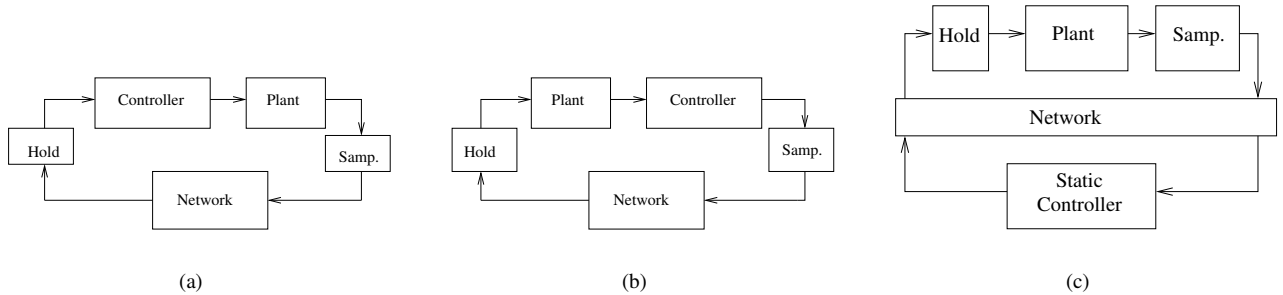 Controller
Plant
Hold
Samp.
Network
(a)
Plant
Controller
Hold
Samp.
Network
(b)
Hold
Plant
Samp.
Network
Static
Controller
(c)